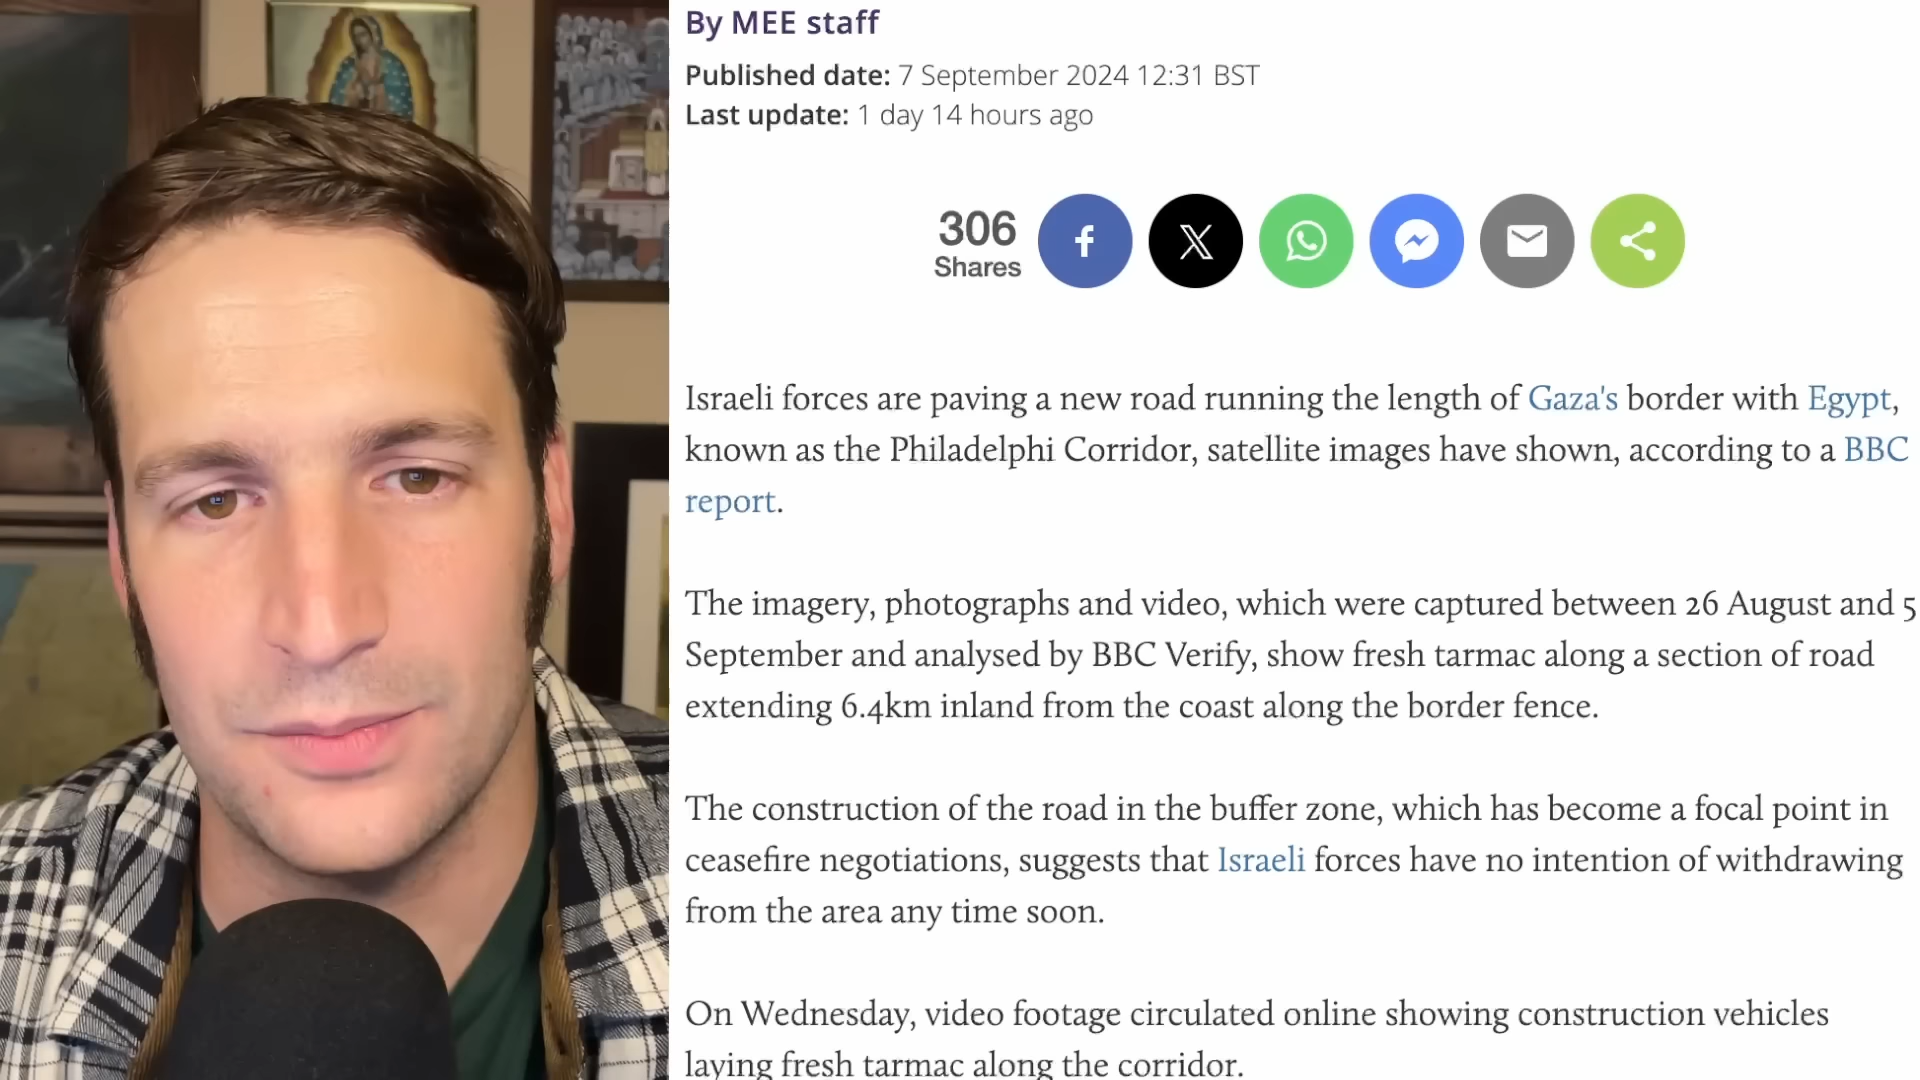 By MEE staff
Published date: 7 September 2024 12:31 BST
Last update: 1 day 14 hours ago
306
Shares
Israeli forces are paving a new road running the length of Gaza's border with Egypt,
known as the Philadelphi Corridor, satellite images have shown, according to a BBC
report.
The imagery, photographs and video, which were captured between 26 August and 5
September and analysed by BBC Verify, show fresh tarmac along a section of road
extending 6.4km inland from the coast along the border fence.
The construction of the road in the buffer zone, which has become a focal point in
ceasefire negotiations, suggests that Israeli forces have no intention of withdrawing
from the area any time soon.
On Wednesday, video footage circulated online showing construction vehicles
laying fresh tarmac along the corridor.